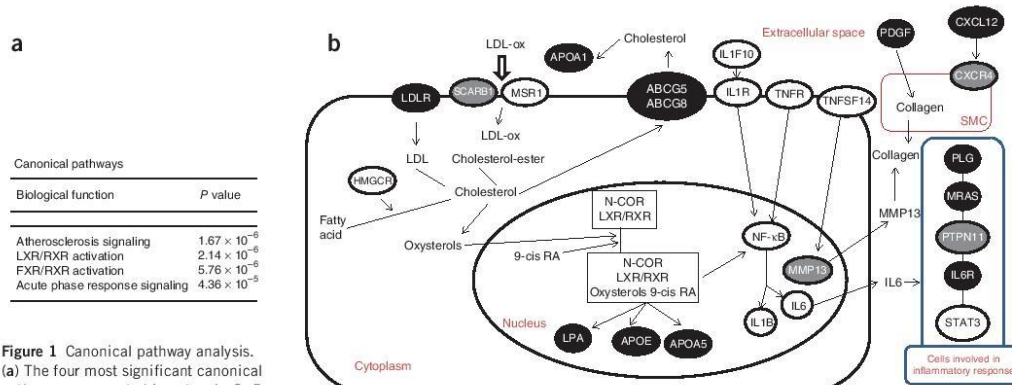 a
Canonical pathways
Biological function P value
Atherosclerosis signaling 1.67 × 10⁻⁶
LXR/RXR activation 2.14 × 10⁻⁶
FXR/RXR activation 5.76 × 10⁻⁶
Acute phase response signaling 4.36 × 10⁻⁵
Figure 1 Canonical pathway analysis.
(a) The four most significant canonical
b
LDL-ox
APOA1
Cholesterol
IL1F10
Extracellular space
PDGF
CXCL12
LDLR
SCARB1
MSR1
ABCG5
ABCG8
IL1R
TNFR
TNFSF14
CXCR4
Collagen
SMC
LDL-ox
LDL
Cholesterol-ester
HMGCR
Cholesterol
Fatty
acid
Oxysterols
9-cis RA
N-COR
LXR/RXR
N-COR
LXR/RXR
Oxysterols 9-cis RA
NF-κB
MMP13
IL1B
IL6
LPA
APOE
APOA5
Nucleus
Cytoplasm
Collagen
MMP13
IL6
PLG
MRAS
PTPN11
IL6R
STAT3
Cells involved in
inflammatory response